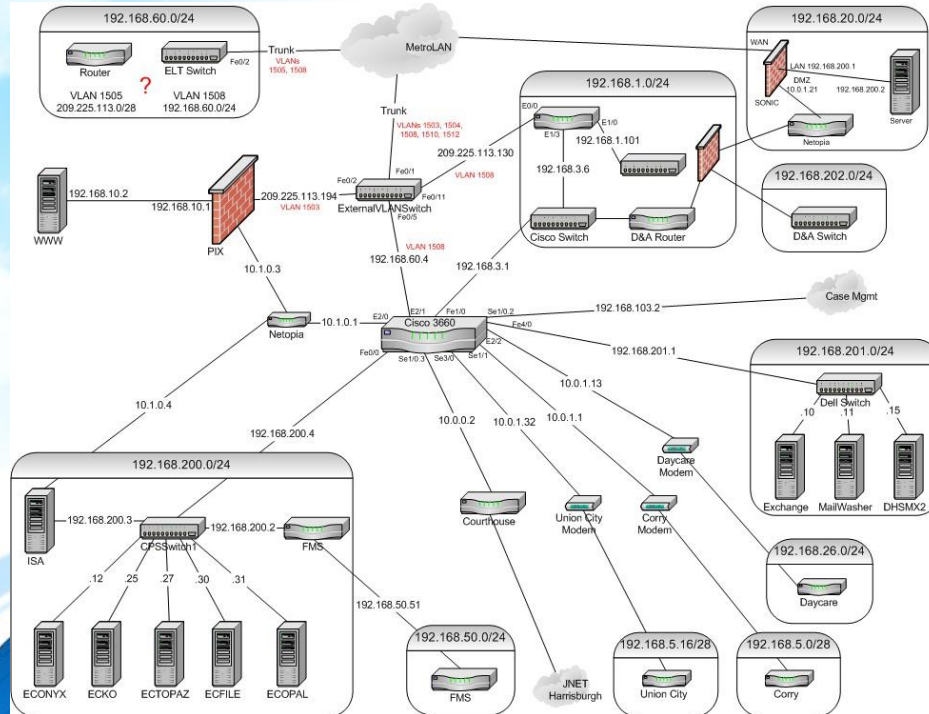 192.168.60.0/24
Router
ELT Switch
Fe0/2
VLAN 1505
209.225.113.0/28
?
VLAN 1508
192.168.60.0/24
Trunk
VLANs
1505, 1508
MetroLAN
Trunk
VLANs 1503, 1504,
1508, 1510, 1512
192.168.20.0/24
WAN
LAN 192.168.200.1
DMZ
10.0.1.21
192.168.200.2
SONIC
Netopia
Server
192.168.1.0/24
E0/0
E1/3
E1/0
192.168.1.101
192.168.3.6
Cisco Switch
D&A Router
209.225.113.130
VLAN 1508
192.168.202.0/24
D&A Switch
192.168.10.2
WWW
192.168.10.1
PIX
209.225.113.194
VLAN 1503
Fe0/2
Fe0/1
Fe0/11
ExternalVLANSwitch
Fe0/5
VLAN 1508
192.168.60.4
192.168.3.1
10.1.0.3
Netopia
10.1.0.1
E2/0
E2/1
Fe1/0
Se1/0.2
Cisco 3660
Fe4/0
E2/2
Fe0/0
Se1/0.3
Se3/0
Se1/1
192.168.103.2
Case Mgmt
192.168.201.1
192.168.201.0/24
Dell Switch
.10
.11
.15
Exchange
MailWasher
DHSMX2
10.1.0.4
192.168.200.4
10.0.0.2
10.0.1.32
10.0.1.1
10.0.1.13
Daycare
Modem
Courthouse
Union City
Modem
Corry
Modem
192.168.200.0/24
ISA
192.168.200.3
CPSSwitch1
192.168.200.2
FMS
.12
.25
.27
.30
.31
ECONYX
ECKO
ECTOPAZ
ECFILE
ECOPAL
192.168.50.51
192.168.50.0/24
FMS
JNET
Harrisburgh
192.168.5.16/28
Union City
192.168.5.0/28
Corry
192.168.26.0/24
Daycare